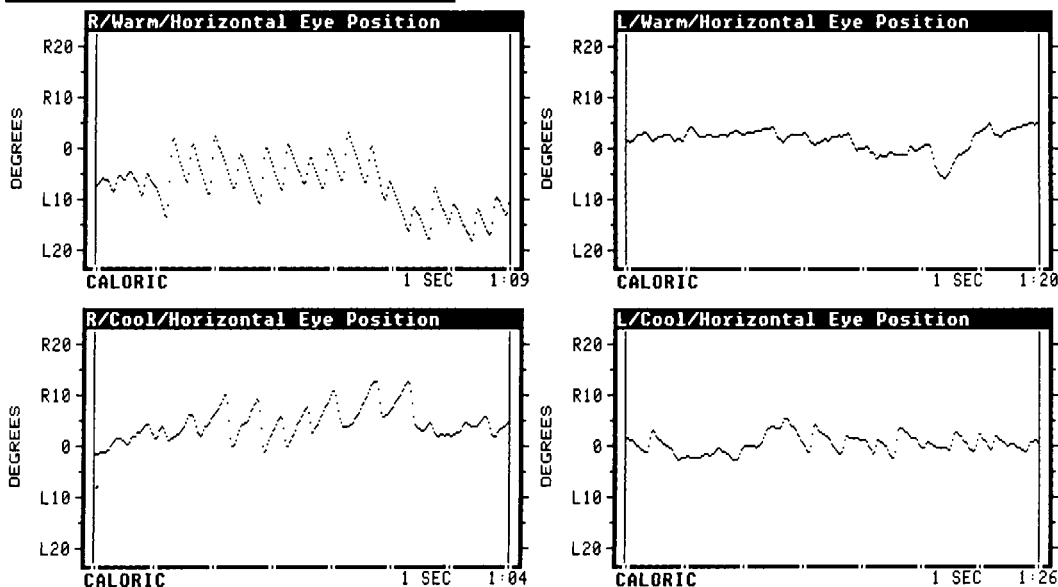 R/Warm/Horizontal Eye Position
R20
R10
0
L10
L20
DEGREES
CALORIC 1 SEC 1:09
L/Warm/Horizontal Eye Position
R20
R10
0
L10
L20
DEGREES
CALORIC 1 SEC 1:20
R/Cool/Horizontal Eye Position
R20
R10
0
L10
L20
DEGREES
CALORIC 1 SEC 1:04
L/Cool/Horizontal Eye Position
R20
R10
0
L10
L20
DEGREES
CALORIC 1 SEC 1:26